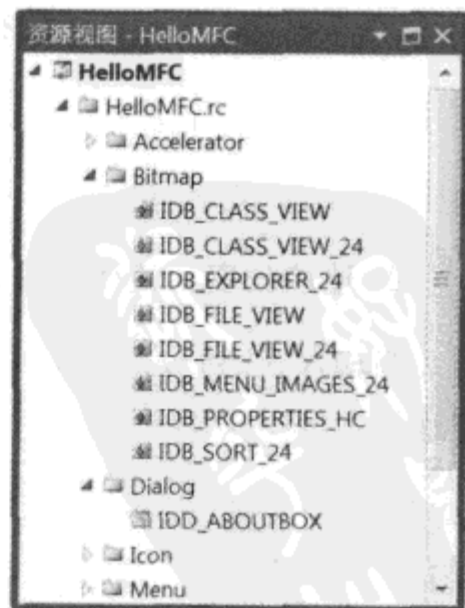 资源视图 - HelloMFC
HelloMFC
HelloMFC.rc
Accelerator
Bitmap
IDB_CLASS_VIEW
IDB_CLASS_VIEW_24
IDB_EXPLORER_24
IDB_FILE_VIEW
IDB_FILE_VIEW_24
IDB_MENU_IMAGES_24
IDB_PROPERTIES_HC
IDB_SORT_24
Dialog
IDD_ABOUTBOX
Icon
Menu